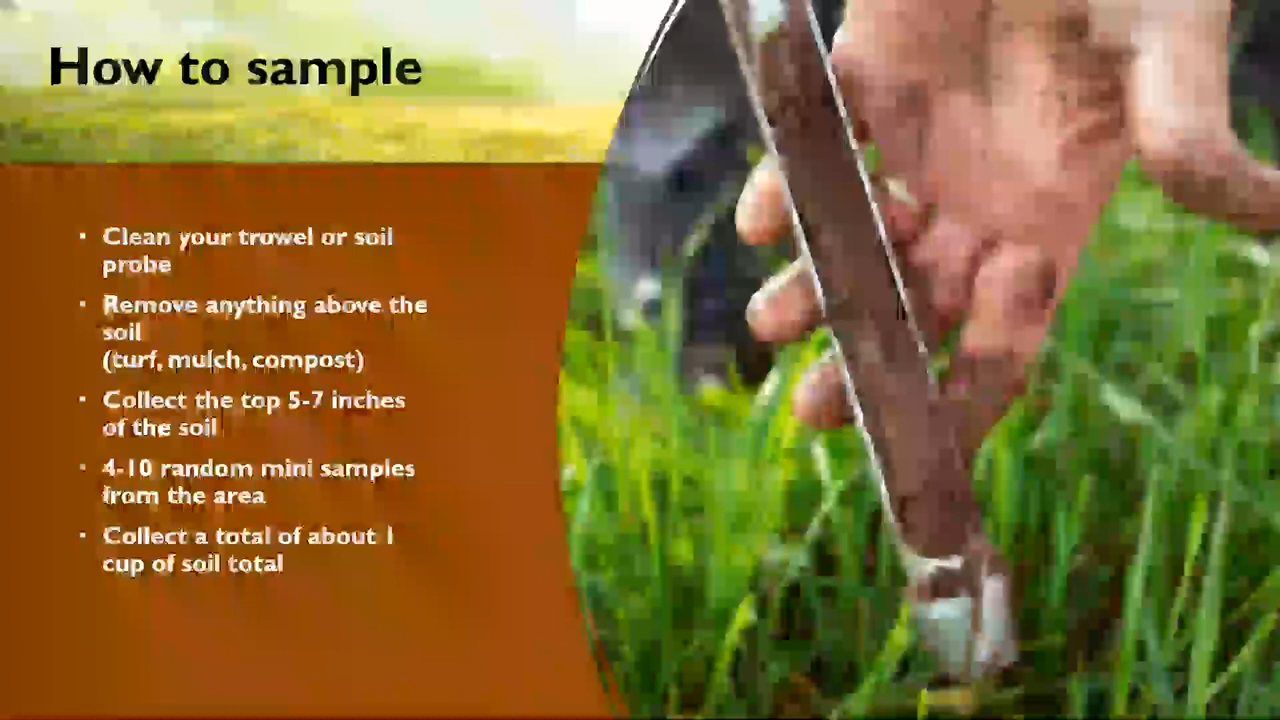 How to sample
Clean your trowel or soil
probe
Remove anything above the
soil
(turf, mulch, compost)
Collect the top 5-7 inches
of the soil
4-10 random mini samples
from the area
Collect a total of about 1
cup of soil total